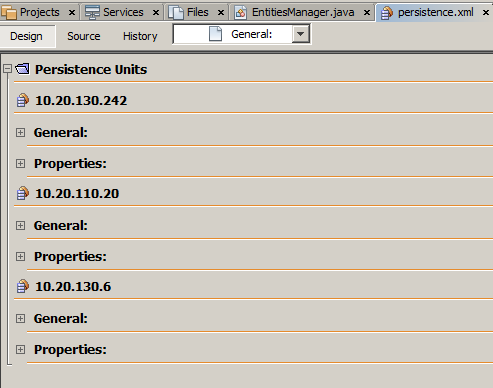 Projects Services Files EntitiesManager.java persistence.xml
Design Source History General:
Persistence Units
10.20.130.242
General:
Properties:
10.20.110.20
General:
Properties:
10.20.130.6
General:
Properties: